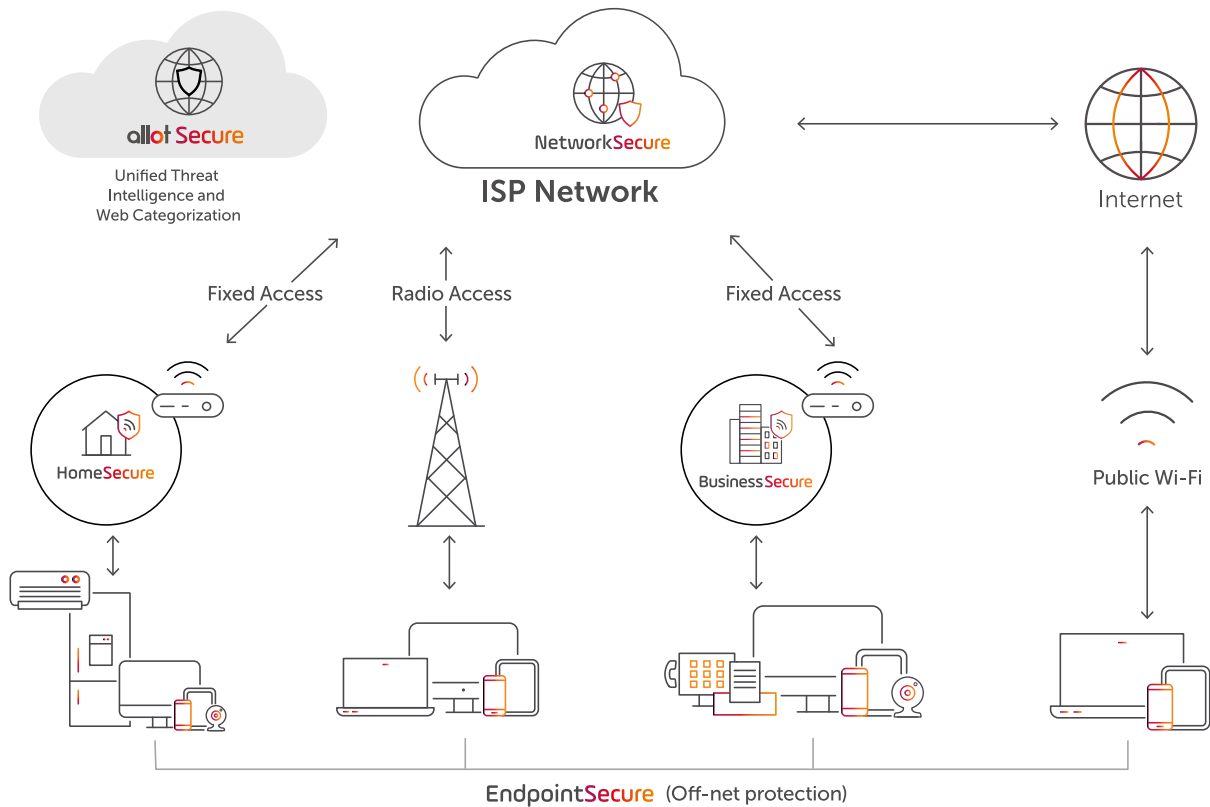 allot Secure
Unified Threat
Intelligence and
Web Categorization
NetworkSecure
ISP Network
Internet
Fixed Access
Radio Access
Fixed Access
HomeSecure
BusinessSecure
Public Wi-Fi
EndpointSecure (Off-net protection)